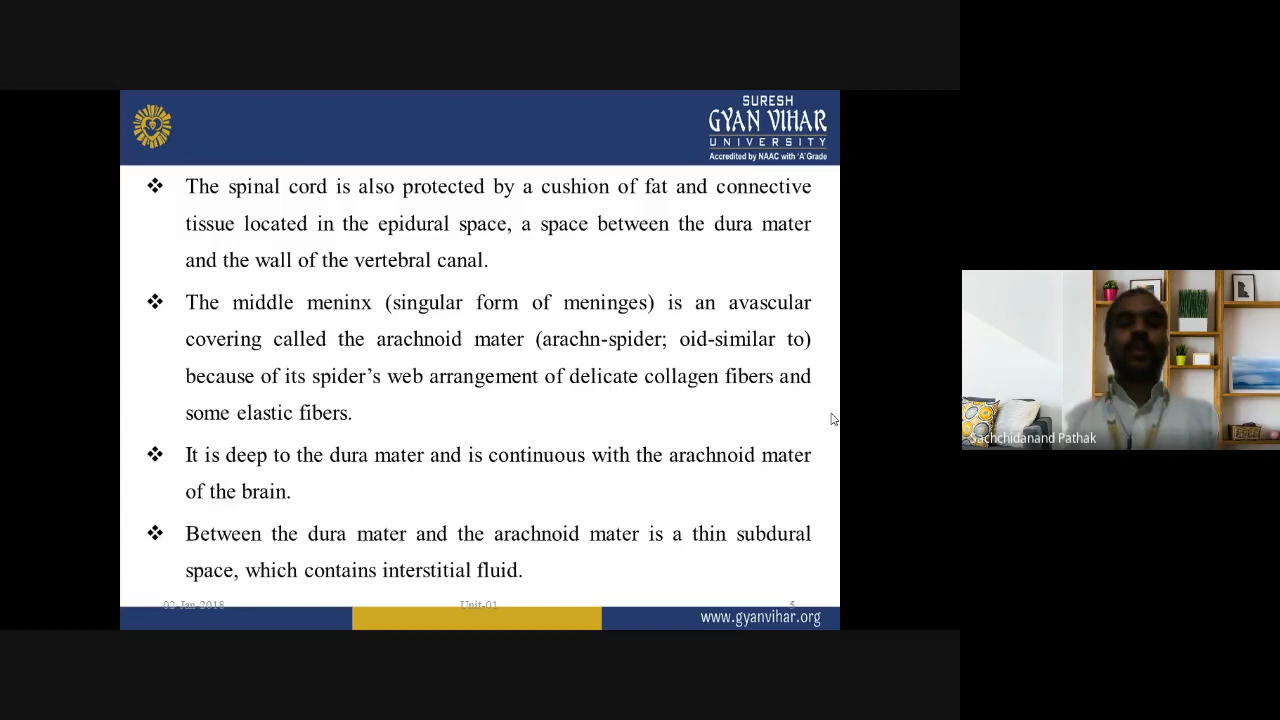 SURESH
GYAN VIHAR
UNIVERSITY
Accredited by NAAC with 'A' Grade
❖ The spinal cord is also protected by a cushion of fat and connective
tissue located in the epidural space, a space between the dura mater
and the wall of the vertebral canal.
❖ The middle meninx (singular form of meninges) is an avascular
covering called the arachnoid mater (arachn-spider; oid-similar to)
because of its spider’s web arrangement of delicate collagen fibers and
some elastic fibers.
❖ It is deep to the dura mater and is continuous with the arachnoid mater
of the brain.
❖ Between the dura mater and the arachnoid mater is a thin subdural
space, which contains interstitial fluid.
02 Jan 2018 Unit-01 5
www.gyanvihar.org
Sachchidanand Pathak